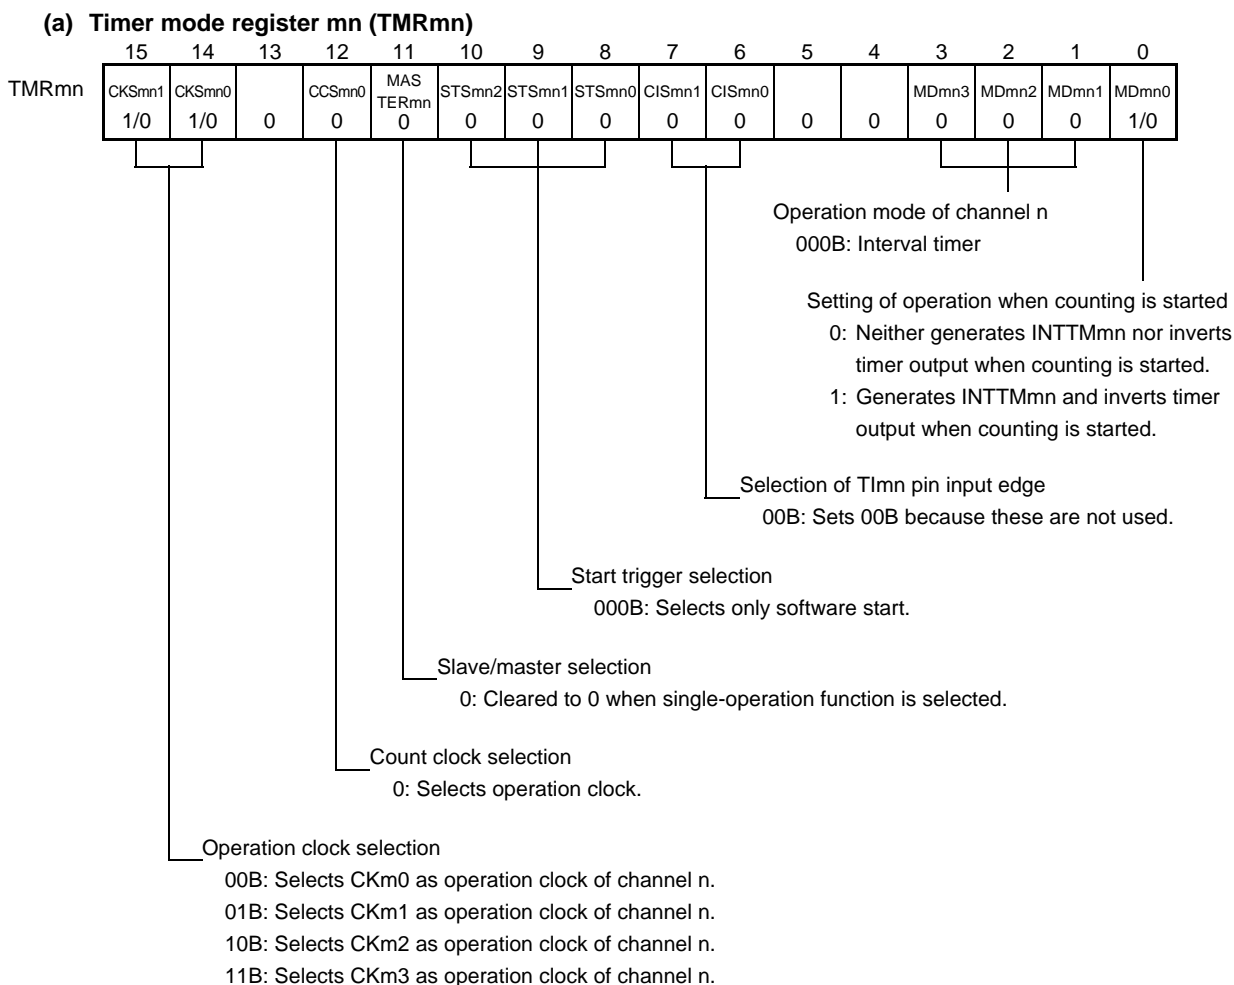 (a) Timer mode register mn (TMRmn)
15 14 13 12 11 10 9 8 7 6 5 4 3 2 1 0
TMRmn CKSmn1 CKSmn0 CCSmn0 MAS TERmn STSmn2 STSmn1 STSmn0 CISmn1 CISmn0 MDmn3 MDmn2 MDmn1 MDmn0
1/0 1/0 0 0 0 0 0 0 0 0 0 0 0 0 0 1/0
Operation mode of channel n
000B: Interval timer
Setting of operation when counting is started
0: Neither generates INTTMmn nor inverts
timer output when counting is started.
1: Generates INTTMmn and inverts timer
output when counting is started.
Selection of TImn pin input edge
00B: Sets 00B because these are not used.
Start trigger selection
000B: Selects only software start.
Slave/master selection
0: Cleared to 0 when single-operation function is selected.
Count clock selection
0: Selects operation clock.
Operation clock selection
00B: Selects CKm0 as operation clock of channel n.
01B: Selects CKm1 as operation clock of channel n.
10B: Selects CKm2 as operation clock of channel n.
11B: Selects CKm3 as operation clock of channel n.